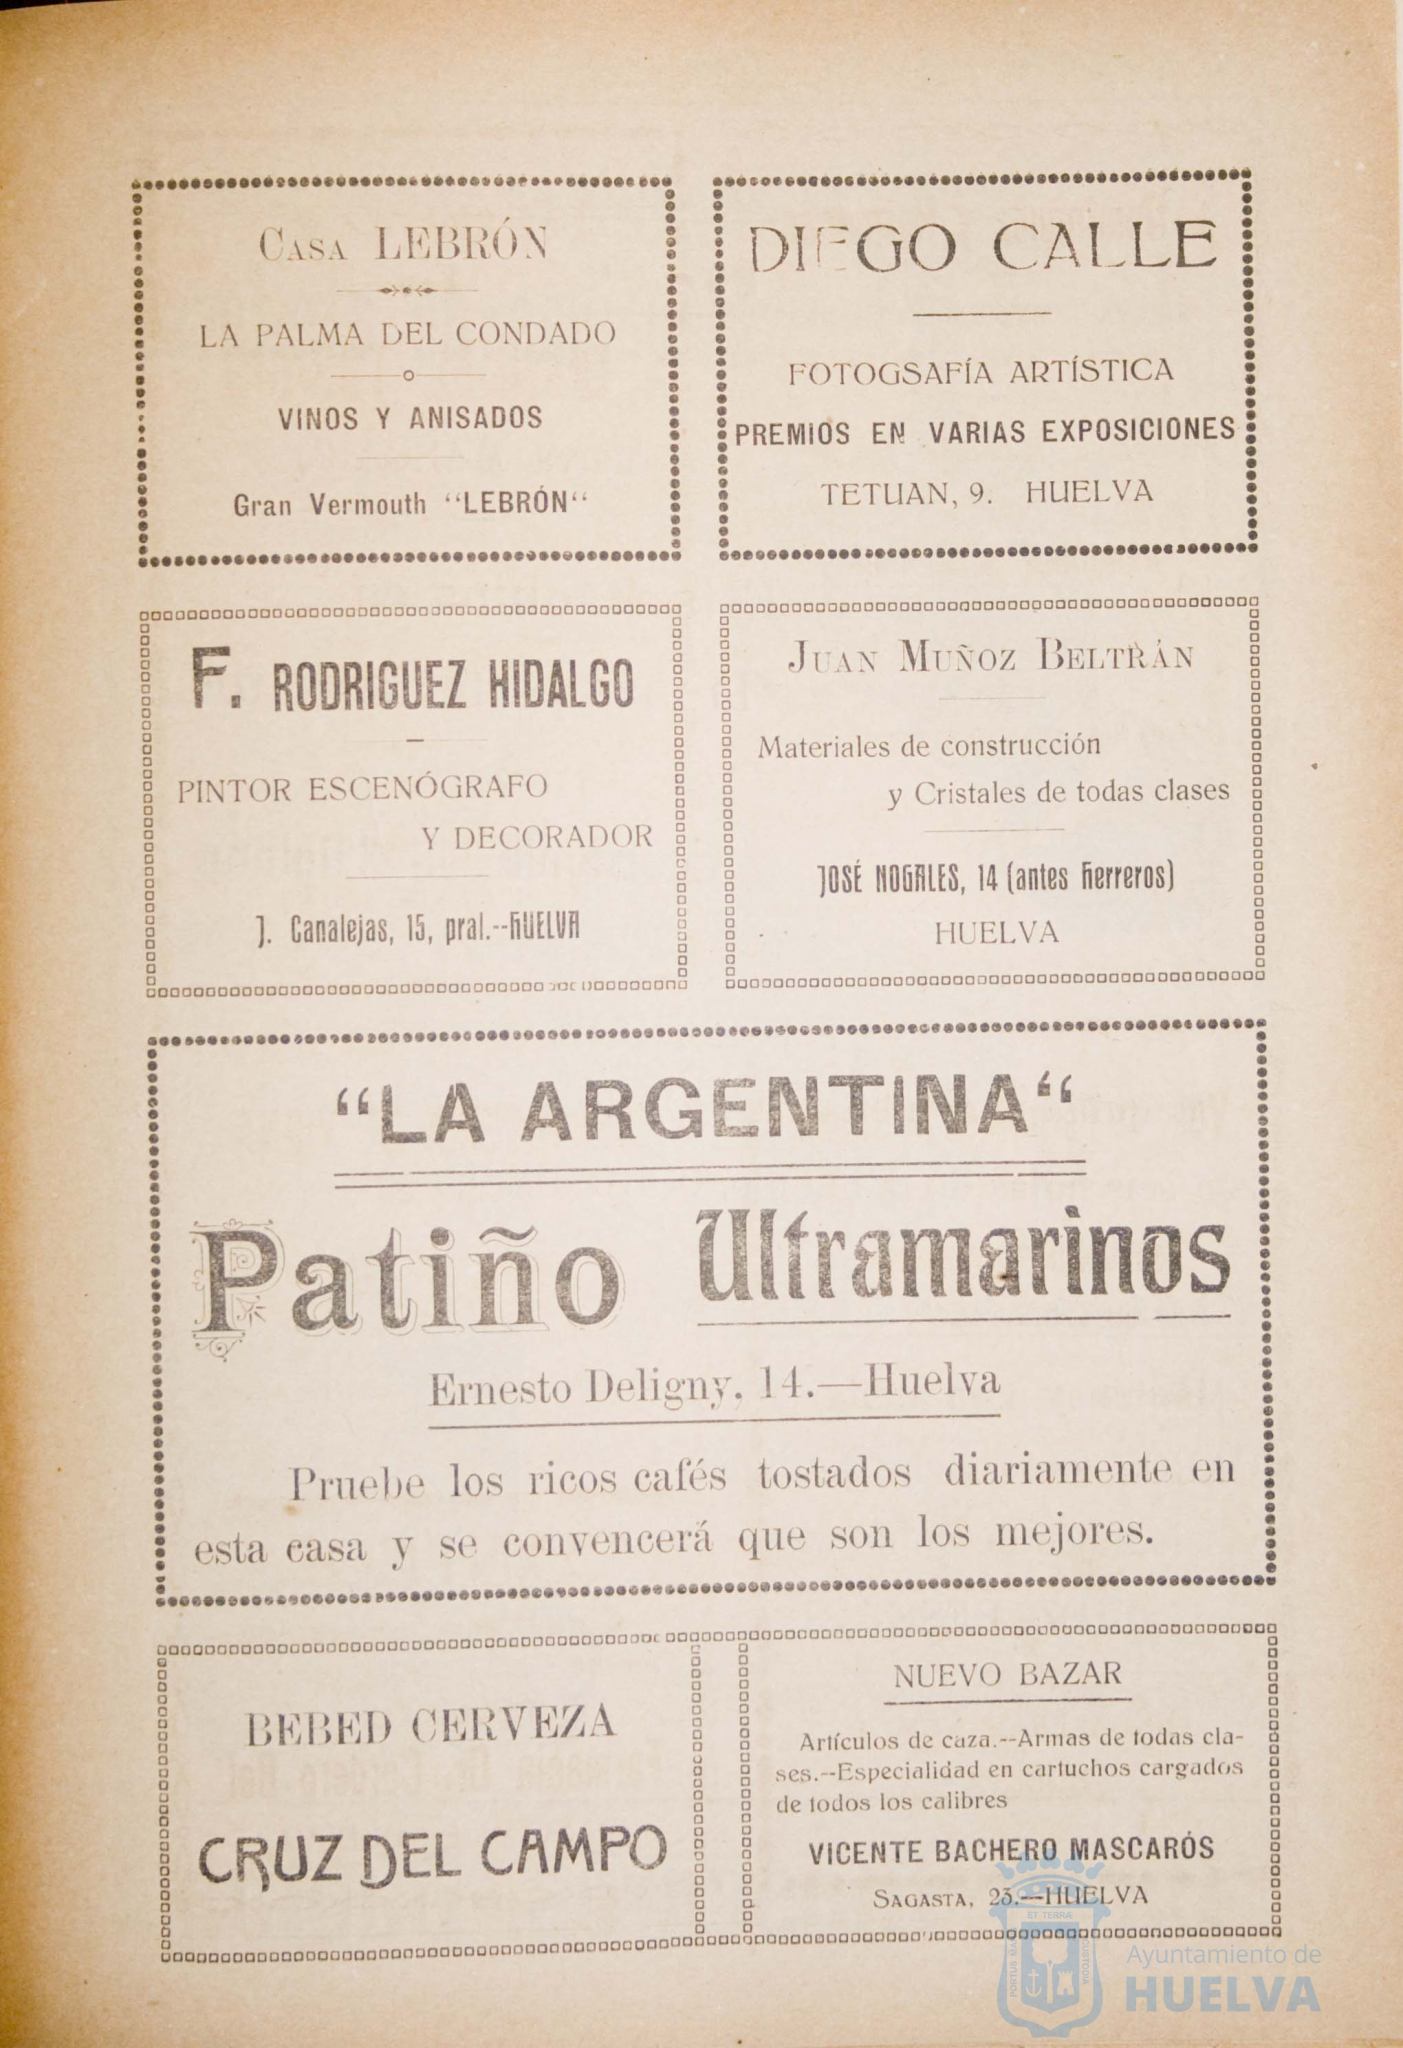 CASA LEBRÓN
LA PALMA DEL CONDADO
VINOS Y ANISADOS
Gran Vermouth "LEBRÓN"
DIEGO CALLE
FOTOGSAFÍA ARTÍSTICA
PREMIOS EN VARIAS EXPOSICIONES
TETUAN, 9. HUELVA
F. RODRIGUEZ HIDALGO
PINTOR ESCENÓGRAFO
Y DECORADOR
J. Canalejas, 15, pral.--HUELVA
JUAN MUÑOZ BELTRÁN
Materiales de construcción
y Cristales de todas clases
JOSÉ NOGALES, 14 (antes Herreros)
HUELVA
"LA ARGENTINA"
Patiño Ultramarinos
Ernesto Deligny, 14.—Huelva
Pruebe los ricos cafés tostados diariamente en
esta casa y se convencerá que son los mejores.
BEBED CERVEZA
CRUZ DEL CAMPO
NUEVO BAZAR
Artículos de caza.--Armas de todas cla-
ses.--Especialidad en cartuchos cargados
de todos los calibres
VICENTE BACHERO MASCARÓS
SAGASTA, 23.—HUELVA
PORTUS MARIS ET TERRÆ CUSTODIA
Ayuntamiento de
HUELVA